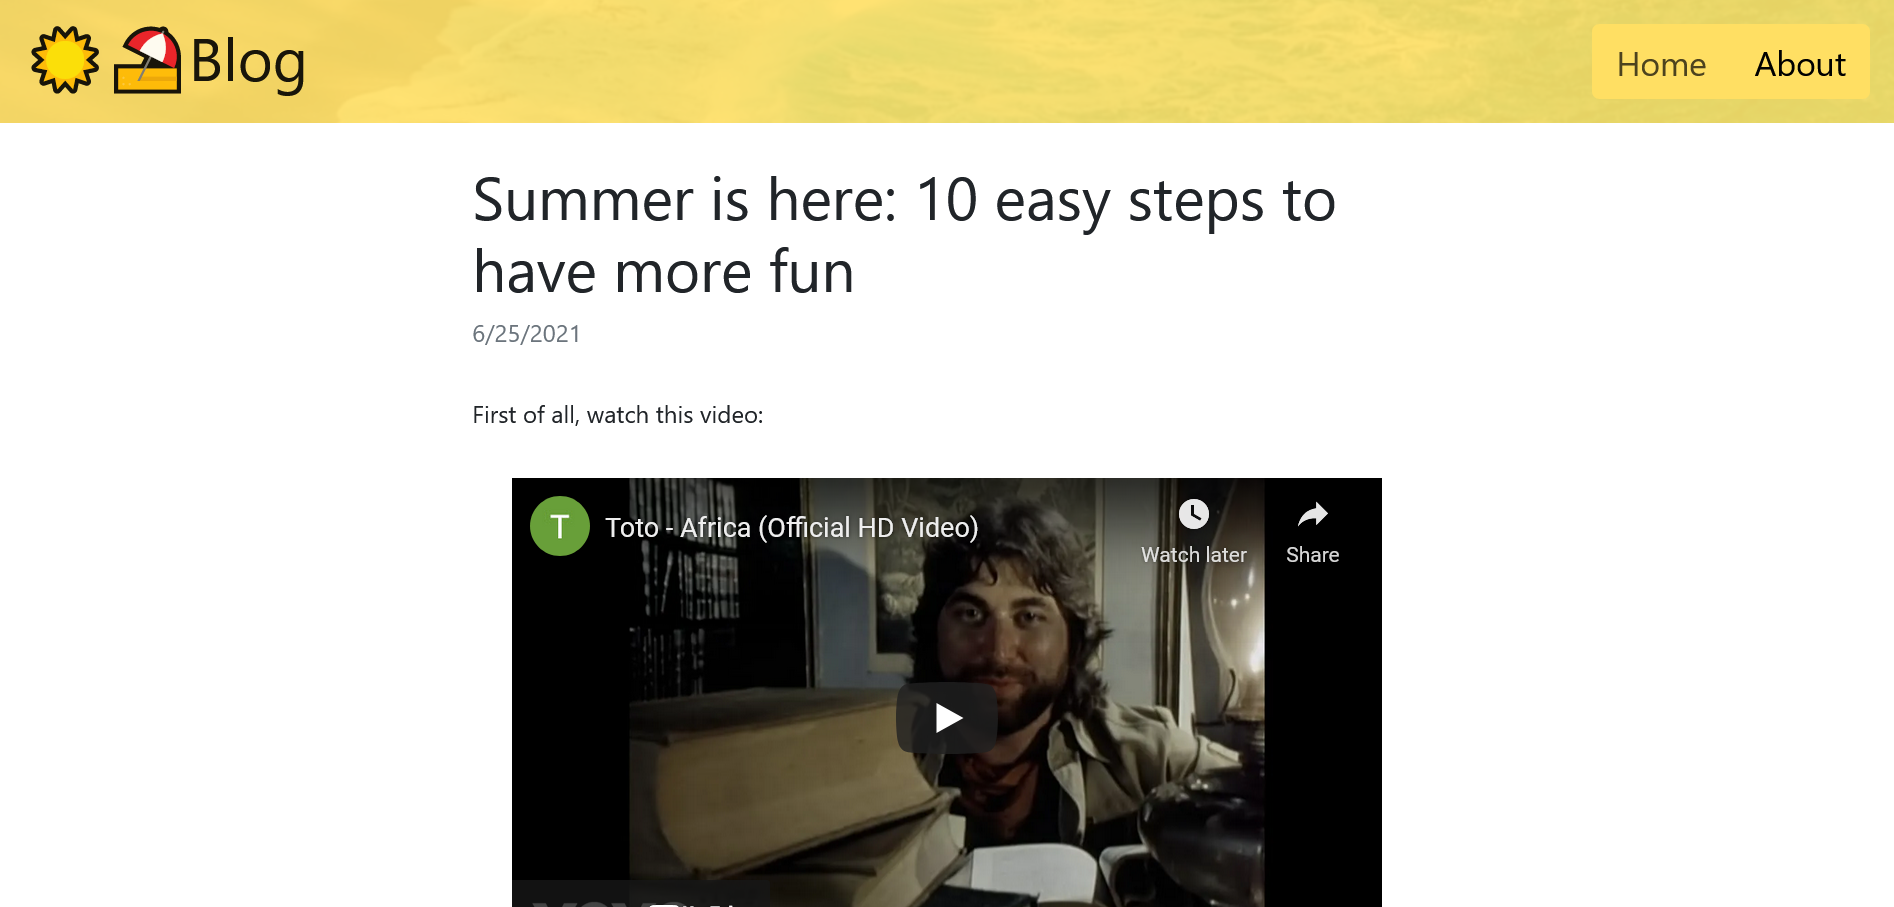 Blog
Home
About
Summer is here: 10 easy steps to
have more fun
6/25/2021
First of all, watch this video:
T
Toto - Africa (Official HD Video)
Watch later
Share